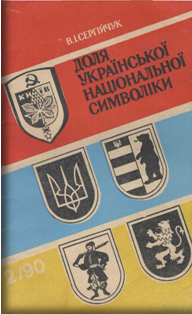 В.І.СЕРГІЙЧУК
ДОЛЯ
УКРАЇНСЬКОЇ
НАЦІОНАЛЬНОЇ
СИМВОЛІКИ
КИЇВ
2/90